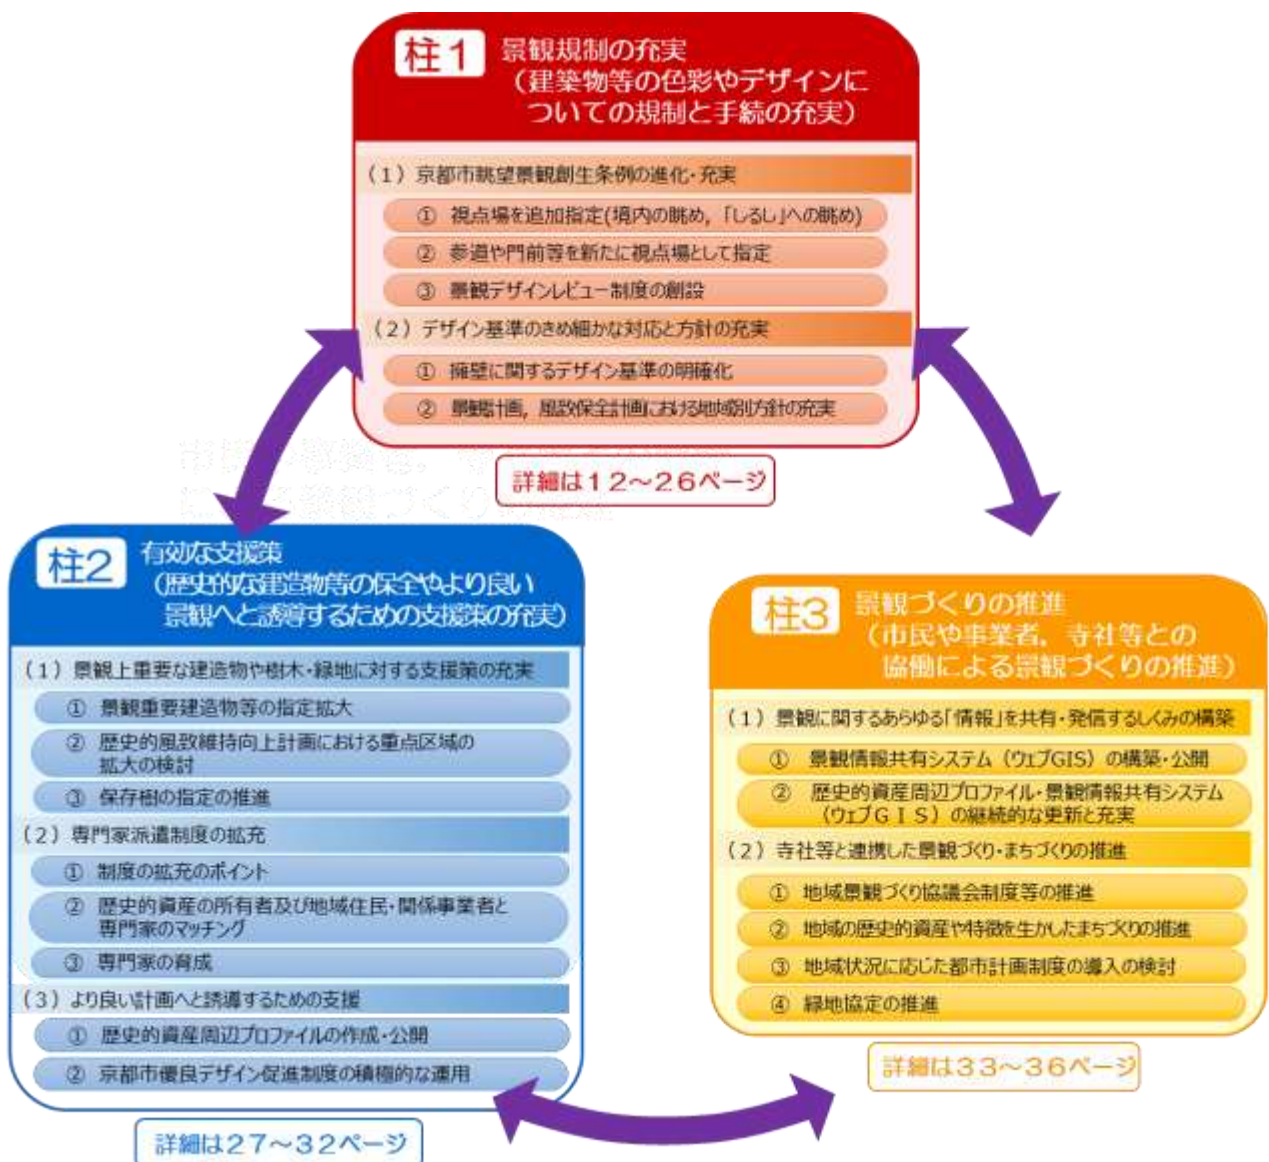 柱1 景観規制の充実
(建築物等の色彩やデザインに
ついての規制と手続の充実)
(1)京都市眺望景観創生条例の進化・充実
① 視点場を追加指定(境内の眺め,「しるし」への眺め)
② 参道や門前等を新たに視点場として指定
③ 景観デザインレビュー制度の創設
(2)デザイン基準のきめ細かな対応と方針の充実
① 擁壁に関するデザイン基準の明確化
② 景観計画,風致保全計画における地域別方針の充実
詳細は12~26ページ
柱2 有効な支援策
(歴史的な建造物等の保全やより良い
景観へと誘導するための支援策の充実)
(1)景観上重要な建造物や樹木・緑地に対する支援策の充実
① 景観重要建造物等の指定拡大
② 歴史的風致維持向上計画における重点区域の
拡大の検討
③ 保存樹の指定の推進
(2)専門家派遣制度の拡充
① 制度の拡充のポイント
② 歴史的資産の所有者及び地域住民・関係事業者と
専門家のマッチング
③ 専門家の育成
(3)より良い計画へと誘導するための支援
① 歴史的資産周辺プロファイルの作成・公開
② 京都市優良デザイン促進制度の積極的な運用
詳細は27~32ページ
柱3 景観づくりの推進
(市民や事業者,寺社等との
協働による景観づくりの推進)
(1)景観に関するあらゆる「情報」を共有・発信するしくみの構築
① 景観情報共有システム(ウェブGIS)の構築・公開
② 歴史的資産周辺プロファイル・景観情報共有システム
(ウェブGIS)の継続的な更新と充実
(2)寺社等と連携した景観づくり・まちづくりの推進
① 地域景観づくり協議会制度等の推進
② 地域の歴史的資産や特徴を生かしたまちづくりの推進
③ 地域状況に応じた都市計画制度の導入の検討
④ 緑地協定の推進
詳細は33~36ページ